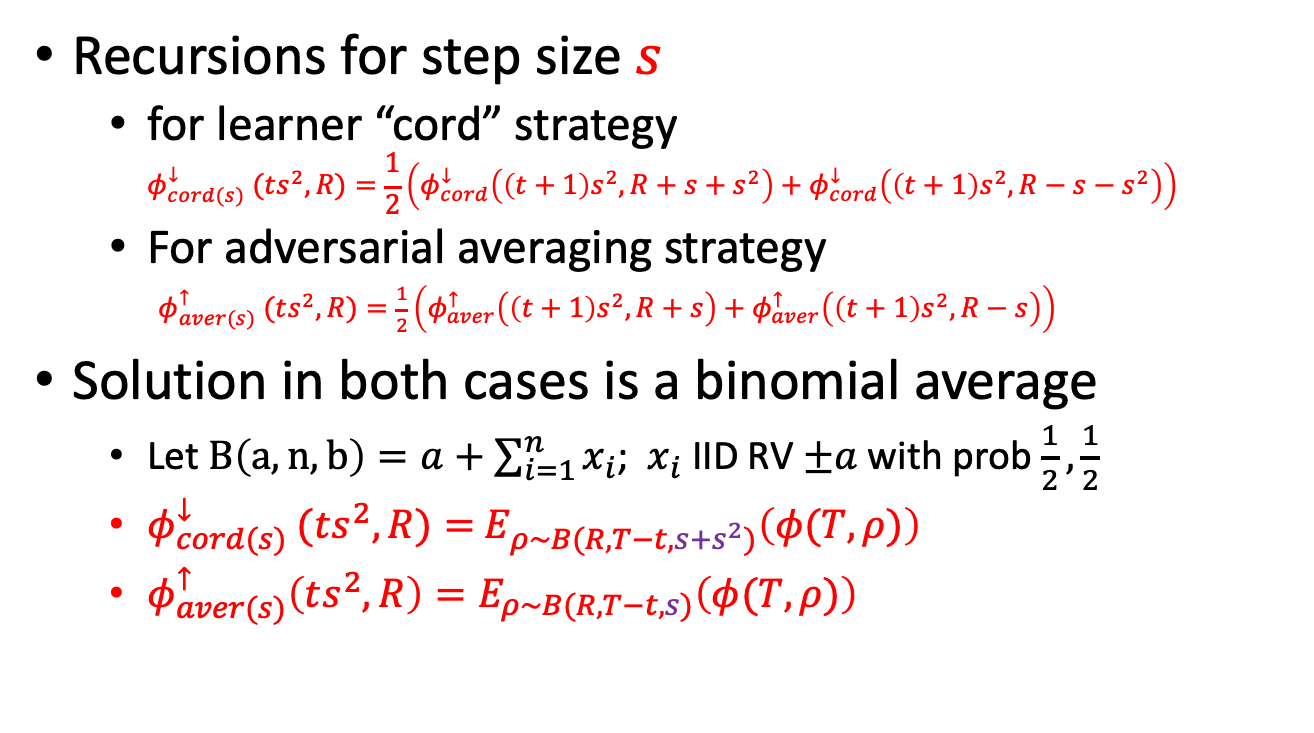 • Recursions for step size s
• for learner “cord” strategy
ϕ↓cord(s) (ts², R) = 1/2 (ϕ↓cord((t + 1)s², R + s + s²) + ϕ↓cord((t + 1)s², R − s − s²))
• For adversarial averaging strategy
ϕ↑aver(s) (ts², R) = 1/2 (ϕ↑aver((t + 1)s², R + s) + ϕ↑aver((t + 1)s², R − s))
• Solution in both cases is a binomial average
• Let B(a, n, b) = a + ∑ⁿᵢ₌₁ xᵢ; xᵢ IID RV ±a with prob 1/2, 1/2
• ϕ↓cord(s) (ts², R) = Eρ~B(R,T−t,s+s²)(ϕ(T, ρ))
• ϕ↑aver(s)(ts², R) = Eρ~B(R,T−t,s)(ϕ(T, ρ))